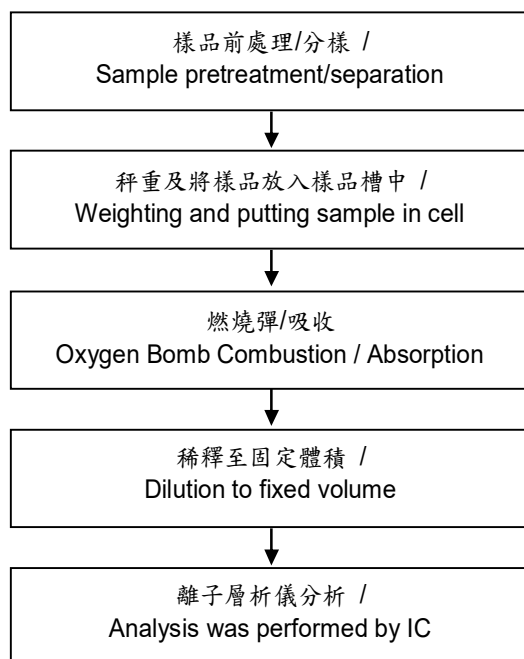 樣品前處理/分樣 /
Sample pretreatment/separation
秤重及將樣品放入樣品槽中 /
Weighting and putting sample in cell
燃燒彈/吸收
Oxygen Bomb Combustion / Absorption
稀釋至固定體積 /
Dilution to fixed volume
離子層析儀分析 /
Analysis was performed by IC